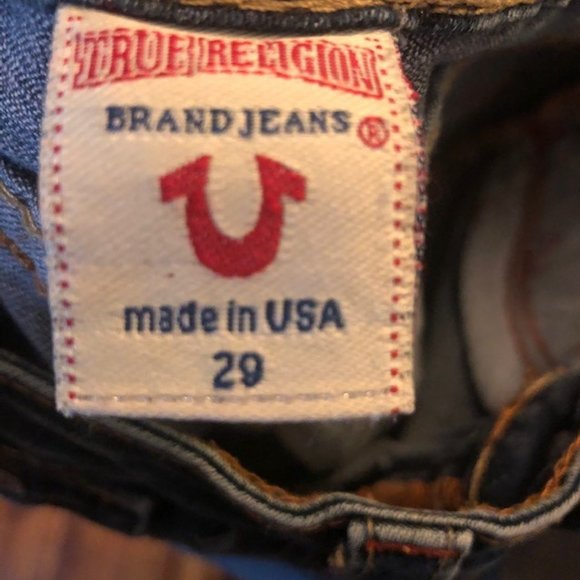 TRUE RELIGION
BRAND JEANS ®
made in USA
29